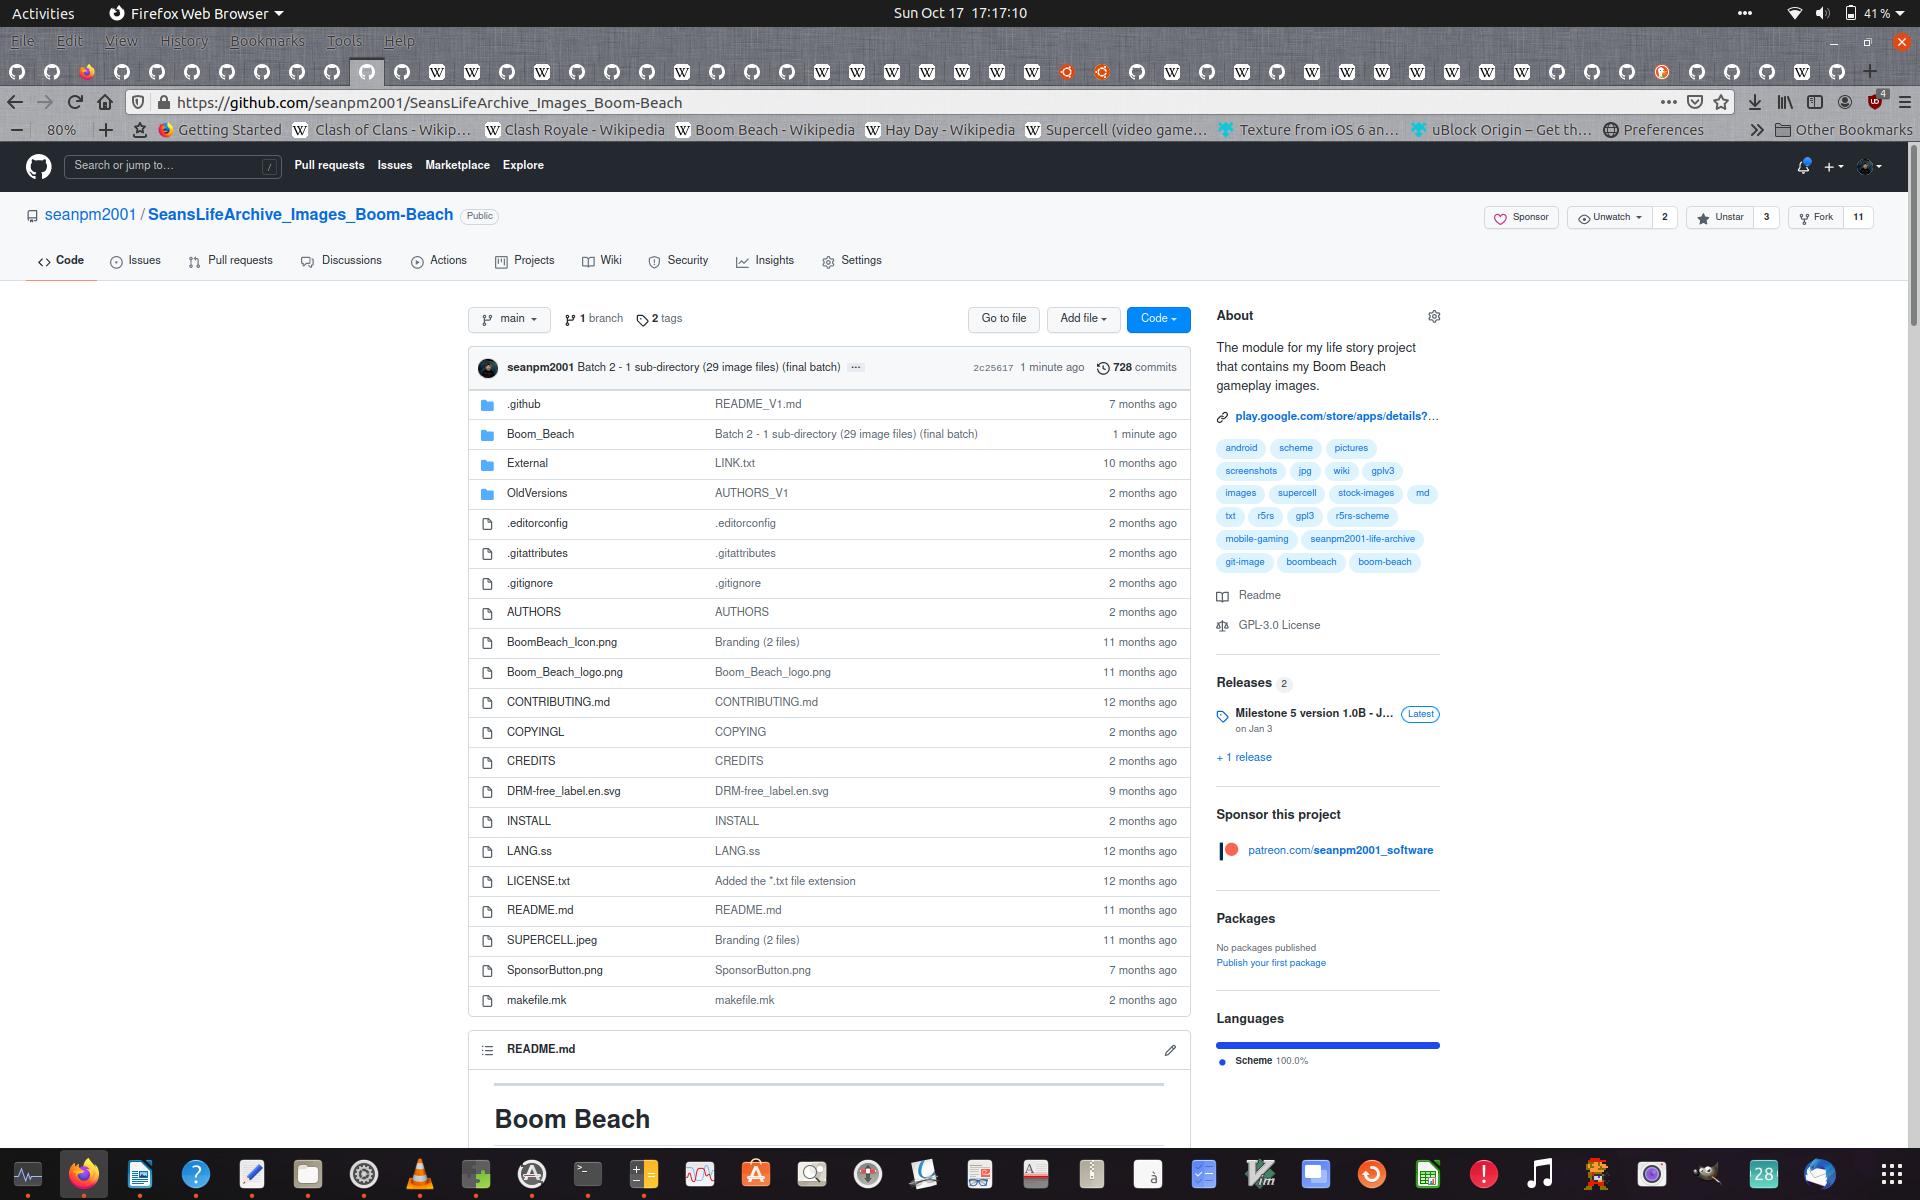 Activities
Firefox Web Browser
Sun Oct 17 17:17:10
41 %
File Edit View History Bookmarks Tools Help
https://github.com/seanpm2001/SeansLifeArchive_Images_Boom-Beach
4
80%
Getting Started
Clash of Clans - Wikip…
Clash Royale - Wikipedia
Boom Beach - Wikipedia
Hay Day - Wikipedia
Supercell (video game…
Texture from iOS 6 an…
uBlock Origin – Get th…
Preferences
Other Bookmarks
Search or jump to…
/
Pull requests Issues Marketplace Explore
seanpm2001 / SeansLifeArchive_Images_Boom-Beach Public
Sponsor
Unwatch 2
Unstar 3
Fork 11
Code Issues Pull requests Discussions Actions Projects Wiki Security Insights Settings
main 1 branch 2 tags Go to file Add file Code
seanpm2001 Batch 2 - 1 sub-directory (29 image files) (final batch) ... 2c25617 1 minute ago 728 commits
.github README_V1.md 7 months ago
Boom_Beach Batch 2 - 1 sub-directory (29 image files) (final batch) 1 minute ago
External LINK.txt 10 months ago
OldVersions AUTHORS_V1 2 months ago
.editorconfig .editorconfig 2 months ago
.gitattributes .gitattributes 2 months ago
.gitignore .gitignore 2 months ago
AUTHORS AUTHORS 2 months ago
BoomBeach_Icon.png Branding (2 files) 11 months ago
Boom_Beach_logo.png Boom_Beach_logo.png 11 months ago
CONTRIBUTING.md CONTRIBUTING.md 12 months ago
COPYINGL COPYING 2 months ago
CREDITS CREDITS 2 months ago
DRM-free_label.en.svg DRM-free_label.en.svg 9 months ago
INSTALL INSTALL 2 months ago
LANG.ss LANG.ss 12 months ago
LICENSE.txt Added the *.txt file extension 12 months ago
README.md README.md 11 months ago
SUPERCELL.jpeg Branding (2 files) 11 months ago
SponsorButton.png SponsorButton.png 7 months ago
makefile.mk makefile.mk 2 months ago
README.md
Boom Beach
About
The module for my life story project
that contains my Boom Beach
gameplay images.
play.google.com/store/apps/details?…
android scheme pictures
screenshots jpg wiki gplv3
images supercell stock-images md
txt r5rs gpl3 r5rs-scheme
mobile-gaming seanpm2001-life-archive
git-image boombeach boom-beach
Readme
GPL-3.0 License
Releases 2
Milestone 5 version 1.0B - J… Latest
on Jan 3
+ 1 release
Sponsor this project
patreon.com/seanpm2001_software
Packages
No packages published
Publish your first package
Languages
Scheme 100.0%
28